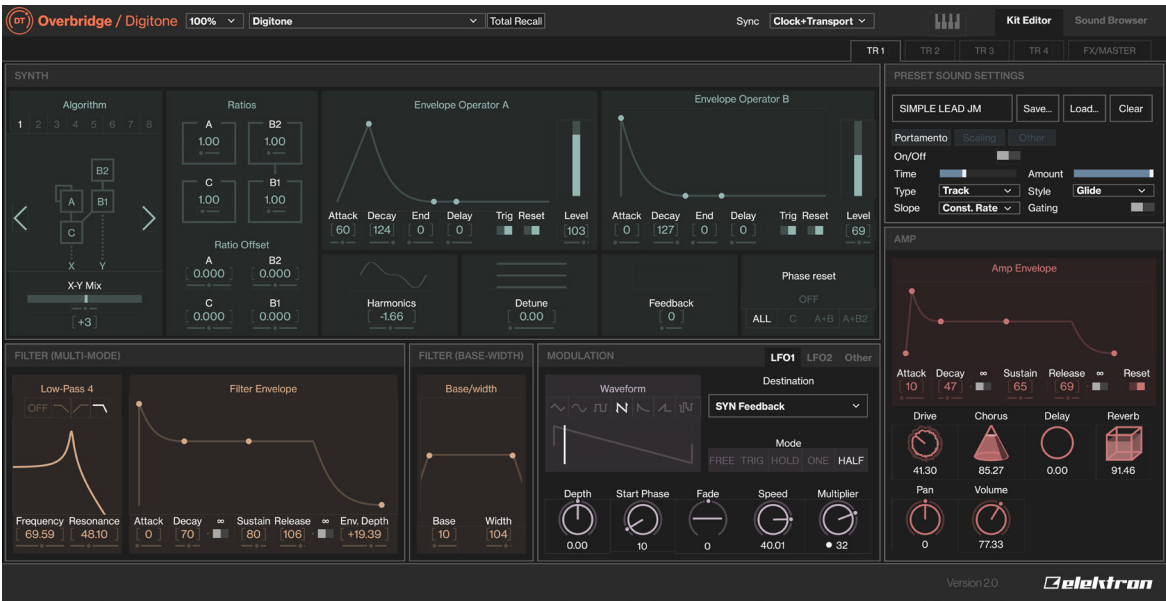 DT Overbridge / Digitone 100% Digitone Total Recall Sync Clock+Transport Kit Editor Sound Browser
TR 1 TR 2 TR 3 TR 4 FX/MASTER
SYNTH
Algorithm
1 2 3 4 5 6 7 8
B2
A B1
C
X Y
X-Y Mix
+3
Ratios
A B2
1.00 1.00
C B1
1.00 1.00
Ratio Offset
A B2
0.000 0.000
C B1
0.000 0.000
Envelope Operator A
Attack Decay End Delay Trig Reset Level
60 124 0 0 103
Envelope Operator B
Attack Decay End Delay Trig Reset Level
0 127 0 0 69
Harmonics
-1.66
Detune
0.00
Feedback
0
Phase reset
OFF
ALL C A+B A+B2
PRESET SOUND SETTINGS
SIMPLE LEAD JM Save... Load... Clear
Portamento Scaling Other
On/Off
Time Amount
Type Track Style Glide
Slope Const. Rate Gating
AMP
Amp Envelope
Attack Decay ∞ Sustain Release ∞ Reset
10 47 65 69
Drive Chorus Delay Reverb
41.30 85.27 0.00 91.46
Pan Volume
0 77.33
FILTER (MULTI-MODE)
Low-Pass 4
OFF
Frequency Resonance
69.59 48.10
Filter Envelope
Attack Decay ∞ Sustain Release ∞ Env. Depth
0 70 80 106 +19.39
FILTER (BASE-WIDTH)
Base/width
Base Width
10 104
MODULATION LFO1 LFO2 Other
Waveform
Destination
SYN Feedback
Mode
FREE TRIG HOLD ONE HALF
Depth Start Phase Fade Speed Multiplier
0.00 10 0 40.01 32
Version 2.0 elektron